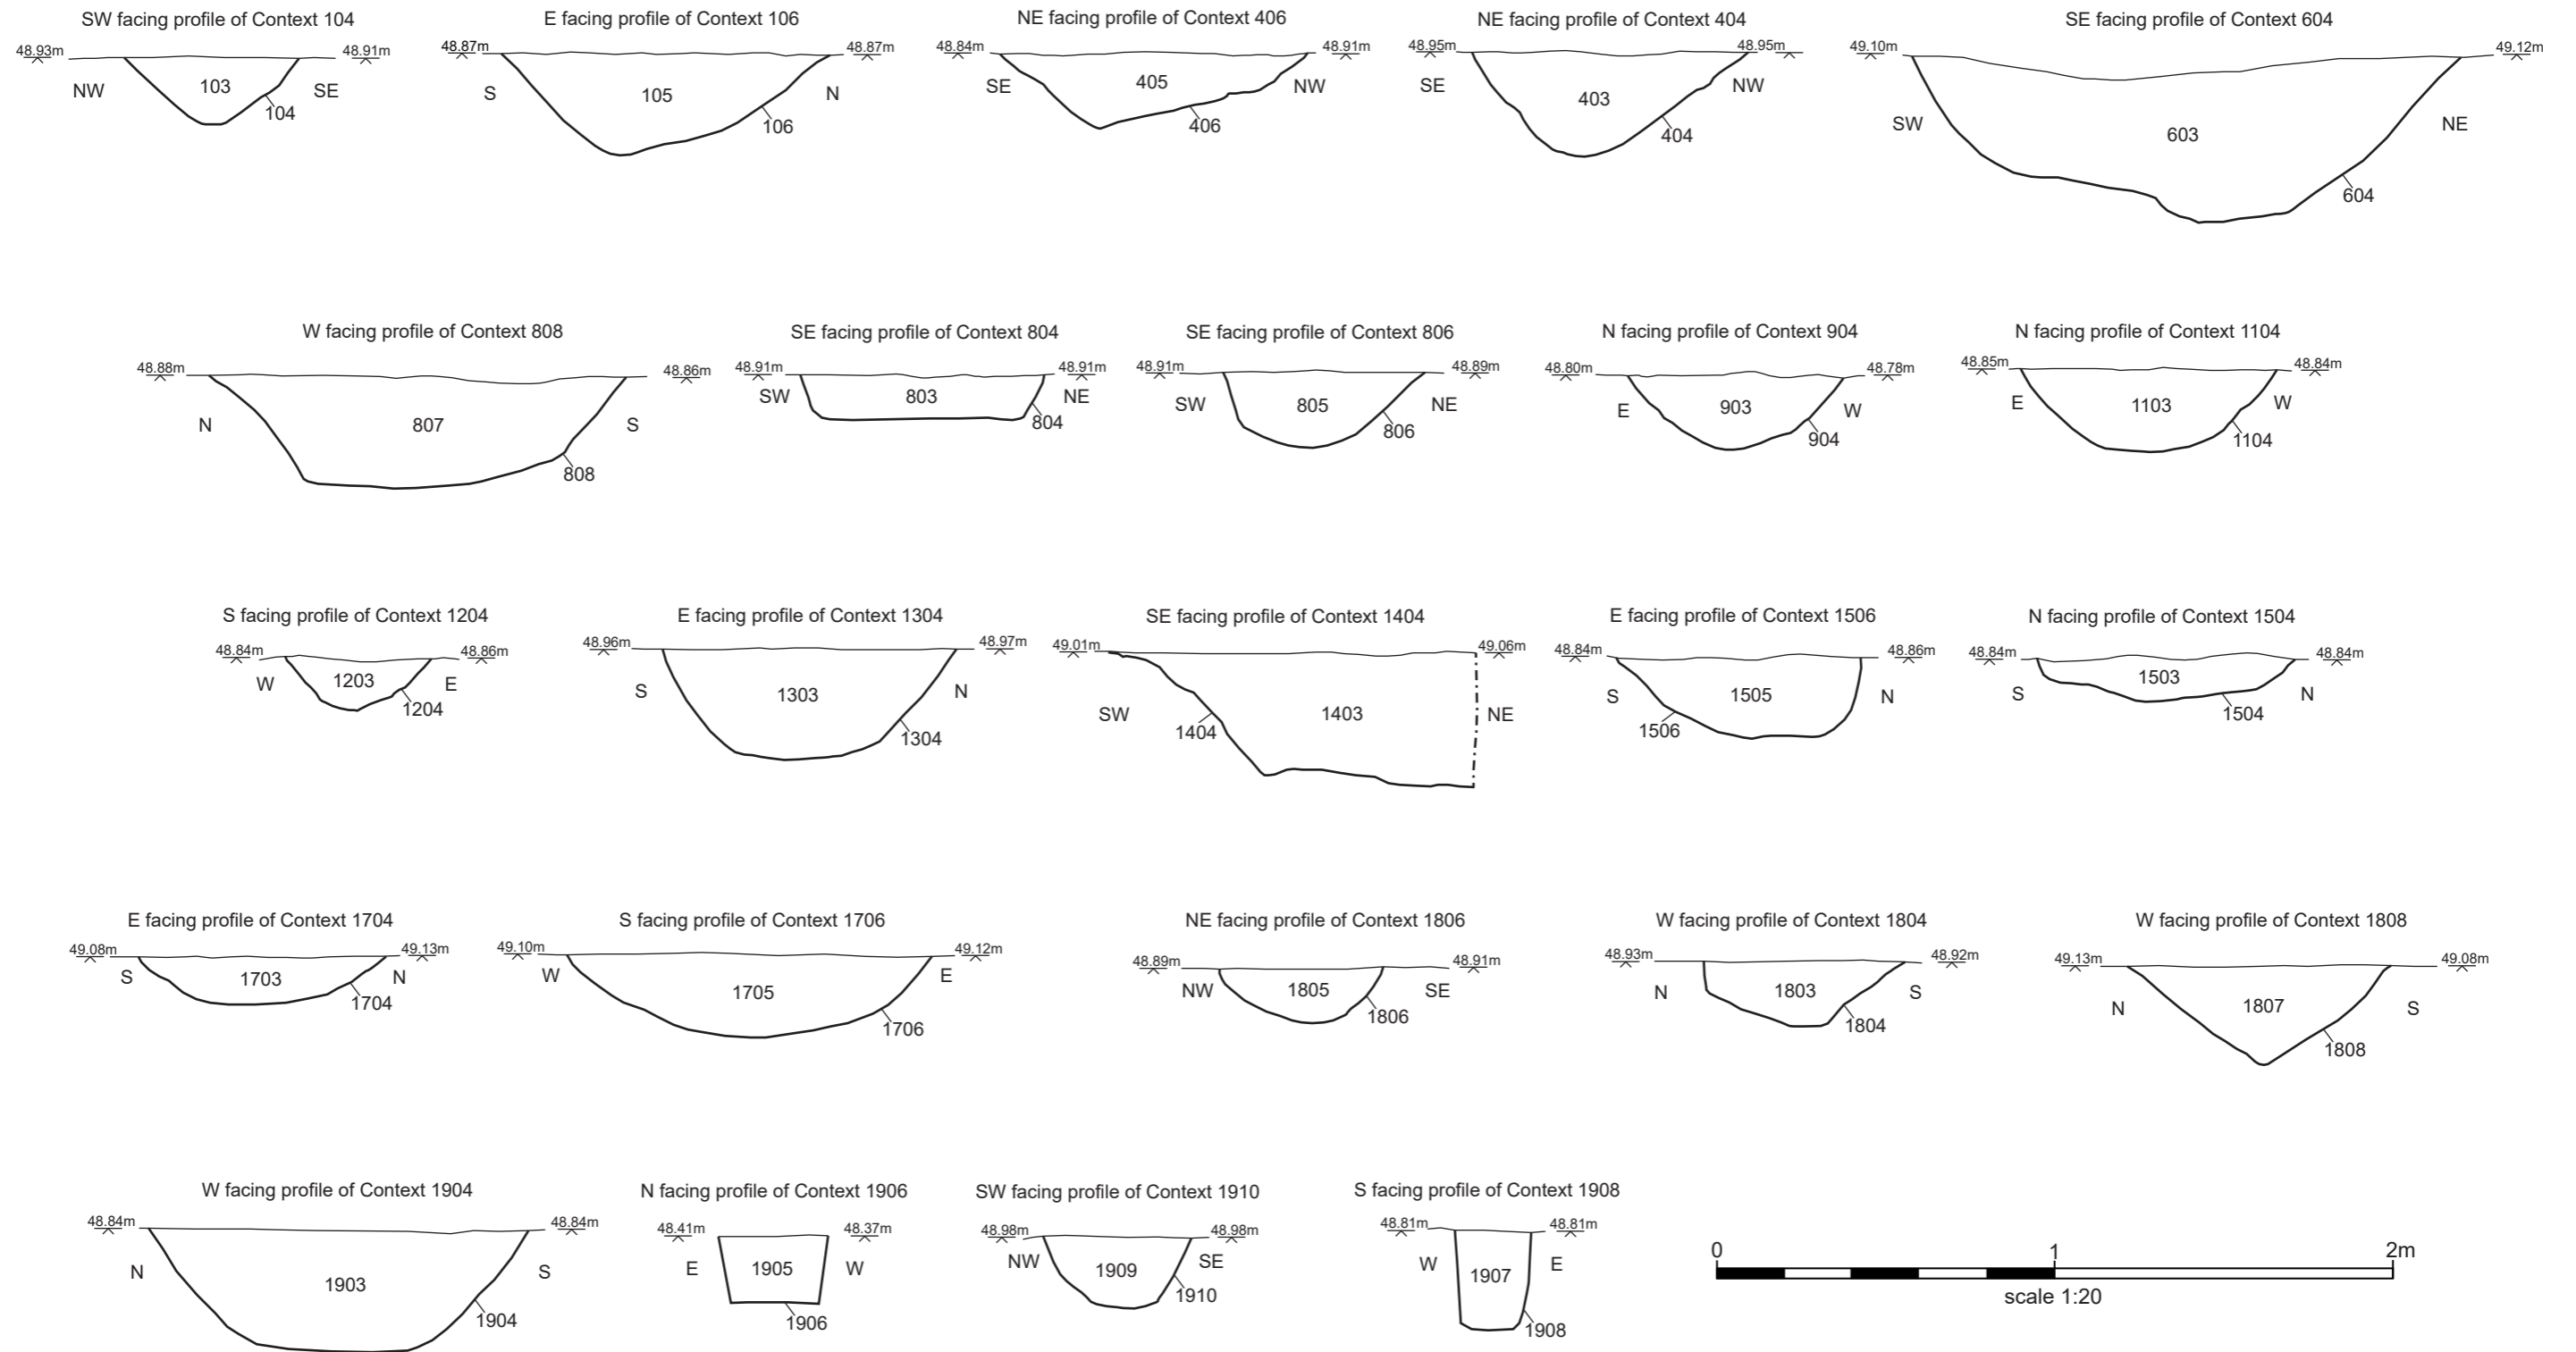 SW facing profile of Context 104
48.93m
48.91m
NW
103
SE
104
E facing profile of Context 106
48.87m
48.87m
S
105
N
106
NE facing profile of Context 406
48.84m
48.91m
SE
405
NW
406
NE facing profile of Context 404
48.95m
48.95m
SE
403
NW
404
SE facing profile of Context 604
49.10m
49.12m
SW
603
NE
604
W facing profile of Context 808
48.88m
48.86m
N
807
S
808
SE facing profile of Context 804
48.91m
48.91m
SW
803
NE
804
SE facing profile of Context 806
48.91m
48.89m
SW
805
NE
806
N facing profile of Context 904
48.80m
48.78m
E
903
W
904
N facing profile of Context 1104
48.85m
48.84m
E
1103
W
1104
S facing profile of Context 1204
48.84m
48.86m
W
1203
E
1204
E facing profile of Context 1304
48.96m
48.97m
S
1303
N
1304
SE facing profile of Context 1404
49.01m
49.06m
SW
1403
NE
1404
E facing profile of Context 1506
48.84m
48.86m
S
1505
N
1506
N facing profile of Context 1504
48.84m
48.84m
S
1503
N
1504
E facing profile of Context 1704
49.08m
49.13m
S
1703
N
1704
S facing profile of Context 1706
49.10m
49.12m
W
1705
E
1706
NE facing profile of Context 1806
48.89m
48.91m
NW
1805
SE
1806
W facing profile of Context 1804
48.93m
48.92m
N
1803
S
1804
W facing profile of Context 1808
49.13m
49.08m
N
1807
S
1808
W facing profile of Context 1904
48.84m
48.84m
N
1903
S
1904
N facing profile of Context 1906
48.41m
48.37m
E
1905
W
1906
SW facing profile of Context 1910
48.98m
48.98m
NW
1909
SE
1910
S facing profile of Context 1908
48.81m
48.81m
W
1907
E
1908
0
1
2m
scale 1:20